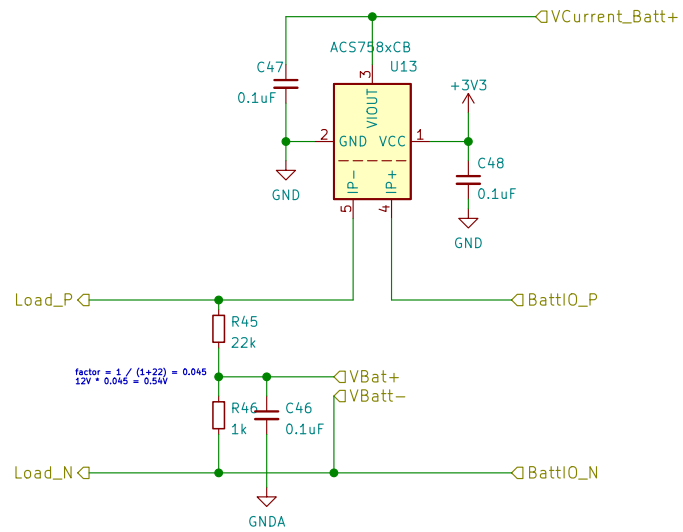 VCurrent_Batt+
ACS758xCB
U13
C47
0.1uF
3
VIOUT
+3V3
2
GND
VCC
1
C48
0.1uF
GND
IP-
IP+
5
4
GND
Load_P
BattIO_P
R45
22k
factor = 1 / (1+22) = 0.045
12V * 0.045 = 0.54V
VBat+
VBatt-
R46
1k
C46
0.1uF
Load_N
BattIO_N
GNDA